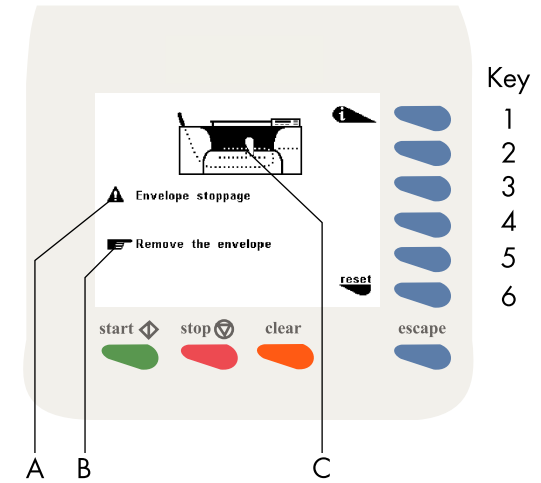 Key
i
1
2
3
Envelope stoppage
4
Remove the envelope
5
reset
6
start stop clear escape
A B C